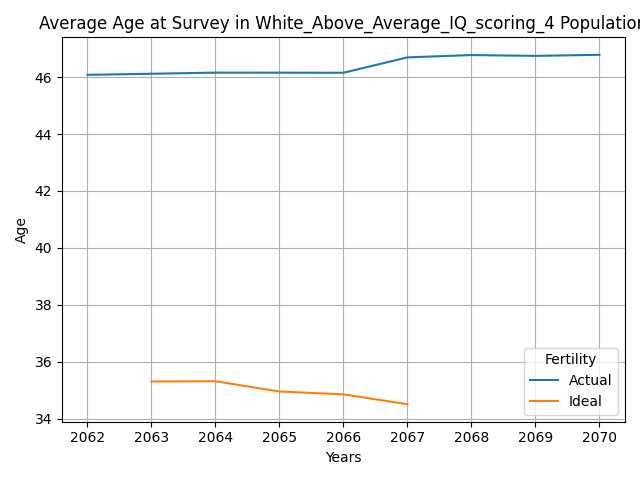 Average Age at Survey in White_Above_Average_IQ_scoring_4 Population
46
44
42
40
38
36
34
Age
2062 2063 2064 2065 2066 2067 2068 2069 2070
Years
Fertility
Actual
Ideal